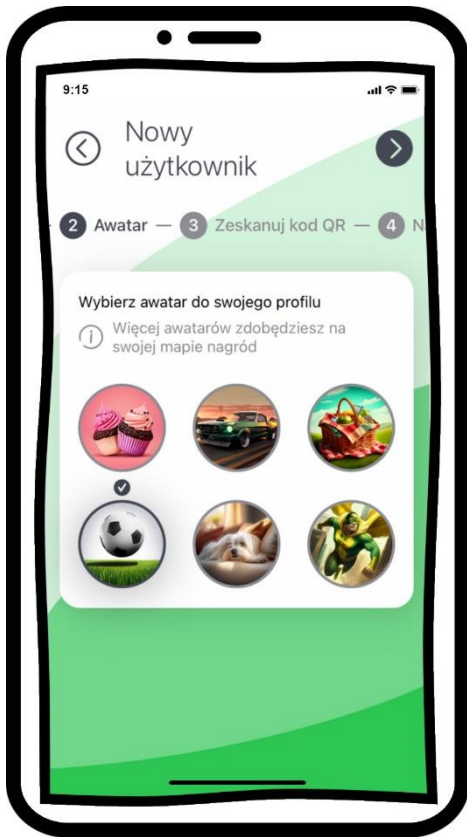 9:15
Nowy
użytkownik
2 Awatar — 3 Zeskanuj kod QR — 4
Wybierz awatar do swojego profilu
Więcej awatarów zdobędziesz na
swojej mapie nagród